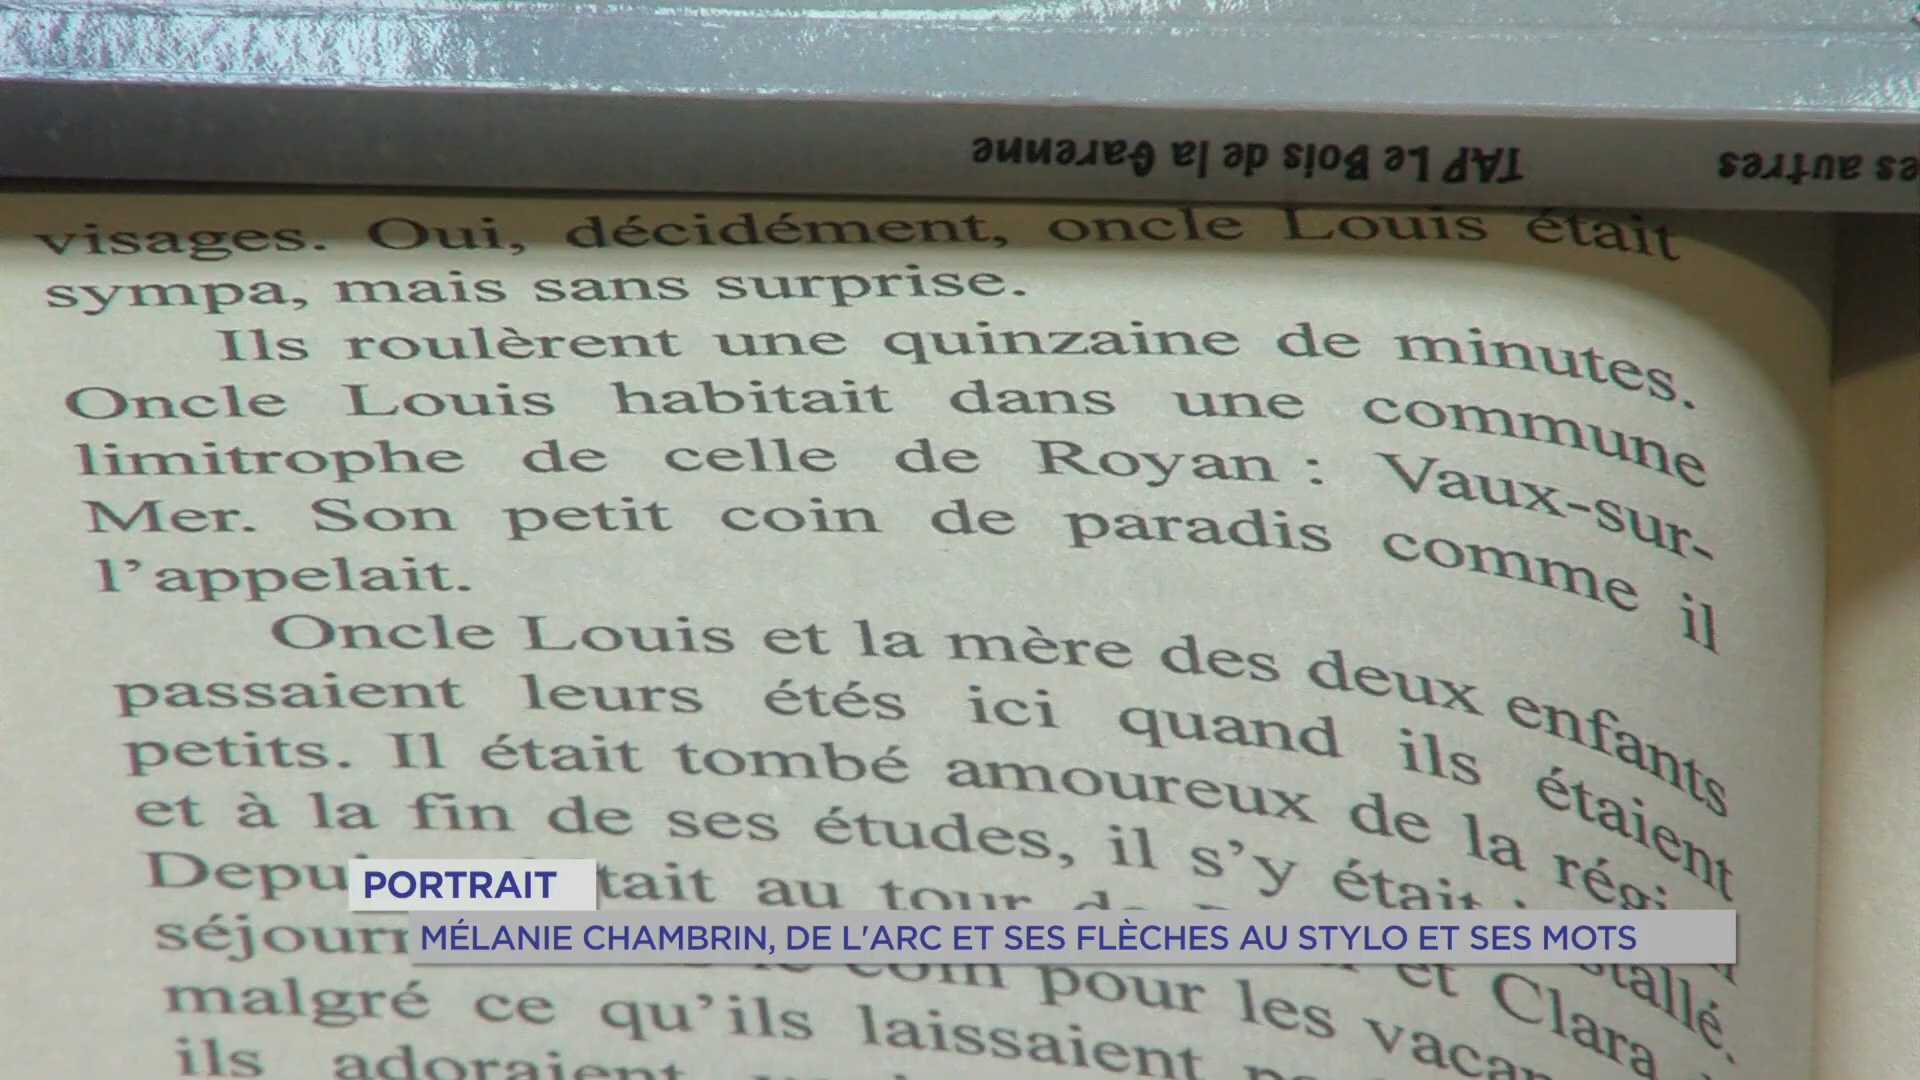 TAP Le Bois de la Garenne
es autres
visages. Oui, décidément, oncle Louis était
sympa, mais sans surprise.
Ils roulèrent une quinzaine de minutes.
Oncle Louis habitait dans une commune
limitrophe de celle de Royan : Vaux-sur-
Mer. Son petit coin de paradis comme il
l’appelait.
Oncle Louis et la mère des deux enfants
passaient leurs étés ici quand ils étaient
petits. Il était tombé amoureux de la
et à la fin de ses études, il s’y était
tait au tour
PORTRAIT
MÉLANIE CHAMBRIN, DE L'ARC ET SES FLÈCHES AU STYLO ET SES MOTS
coin pour les et Clara
malgré ce qu’ils laissaient
ils adoraient